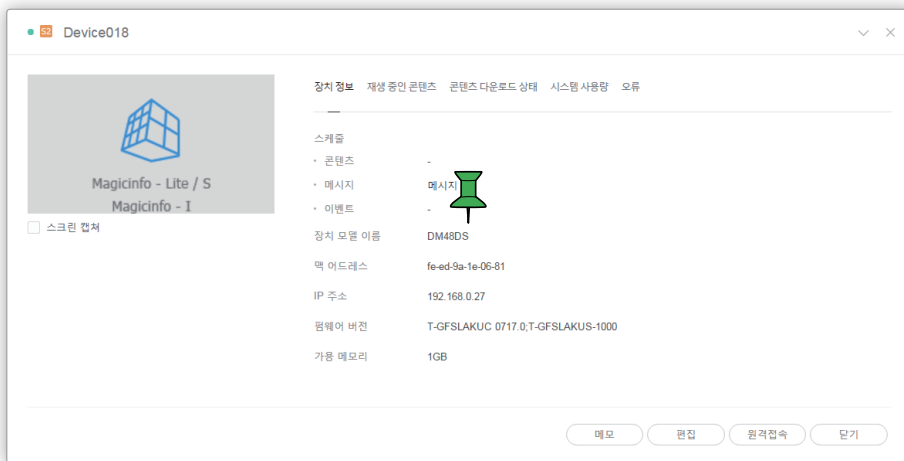 S2 Device018
장치 정보 재생 중인 콘텐츠 콘텐츠 다운로드 상태 시스템 사용량 오류
Magicinfo - Lite / S
Magicinfo - I
스크린 캡쳐
스케줄
• 콘텐츠 -
• 메시지 메시지
• 이벤트 -
장치 모델 이름 DM48DS
맥 어드레스 fe-ed-9a-1e-06-81
IP 주소 192.168.0.27
펌웨어 버전 T-GFSLAKUC 0717.0;T-GFSLAKUS-1000
가용 메모리 1GB
메모 편집 원격접속 닫기